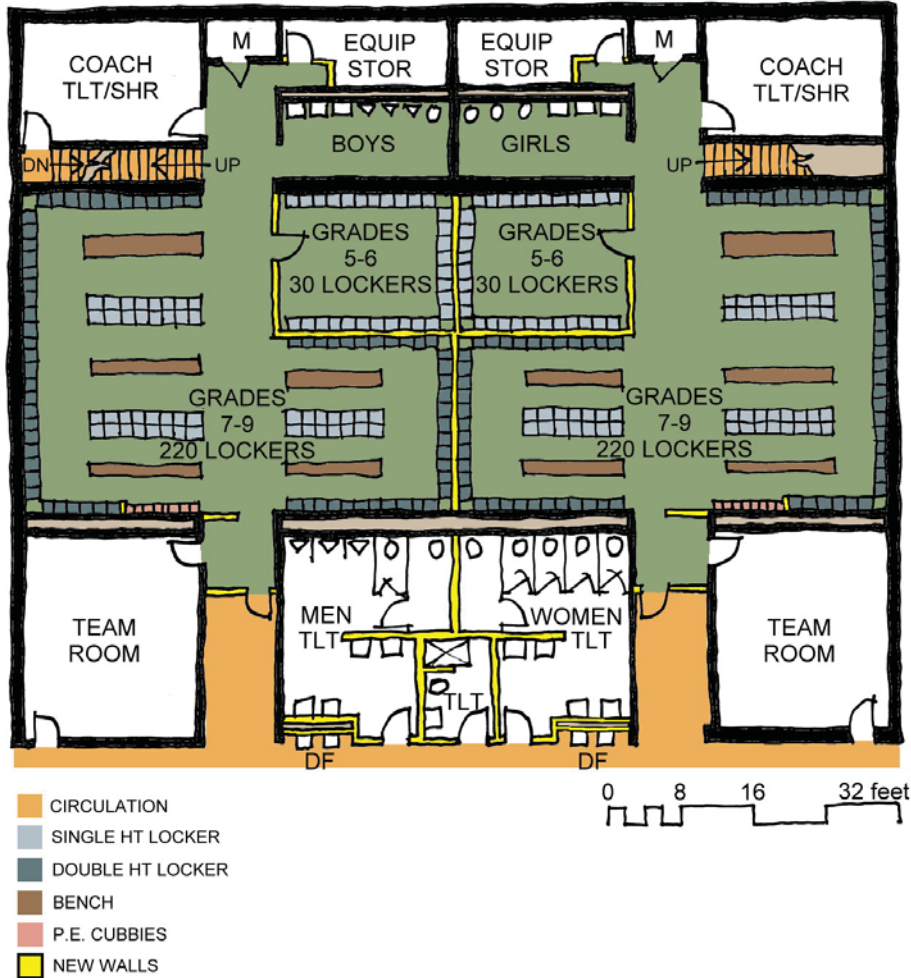 COACH
TLT/SHR
M
EQUIP
STOR
EQUIP
STOR
M
COACH
TLT/SHR
BOYS
GIRLS
DN
UP
UP
GRADES
5-6
30 LOCKERS
GRADES
5-6
30 LOCKERS
GRADES
7-9
220 LOCKERS
GRADES
7-9
220 LOCKERS
TEAM
ROOM
MEN
TLT
TLT
WOMEN
TLT
TEAM
ROOM
DF
DF
0 8 16 32 feet
CIRCULATION
SINGLE HT LOCKER
DOUBLE HT LOCKER
BENCH
P.E. CUBBIES
NEW WALLS